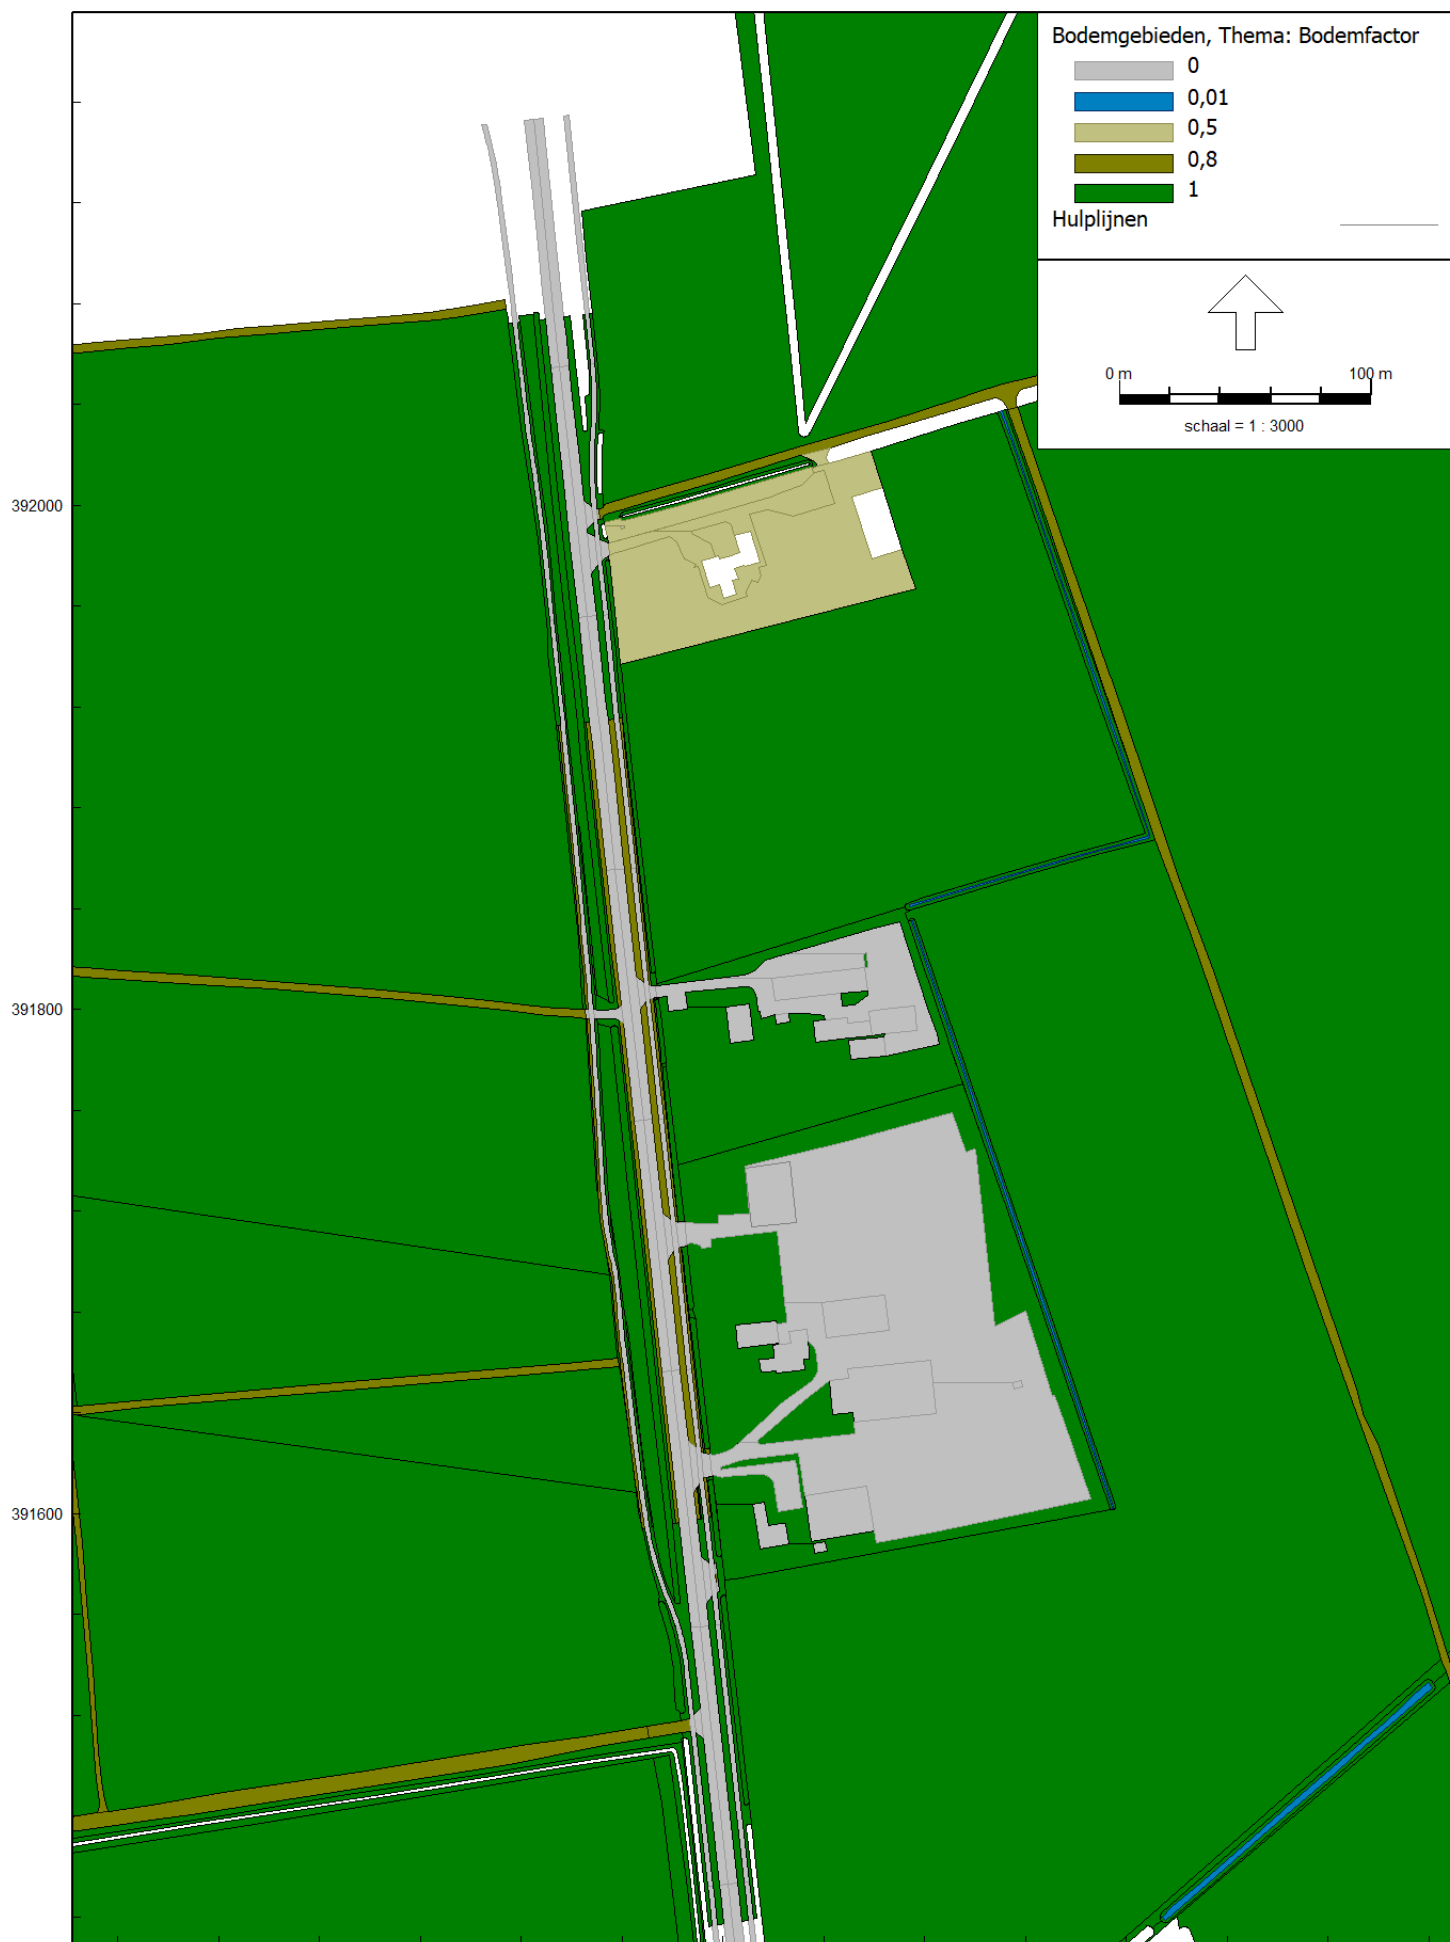 Bodemgebieden, Thema: Bodemfactor
0
0,01
0,5
0,8
1
Hulplijnen
0 m 100 m
schaal = 1 : 3000
392000
391800
391600